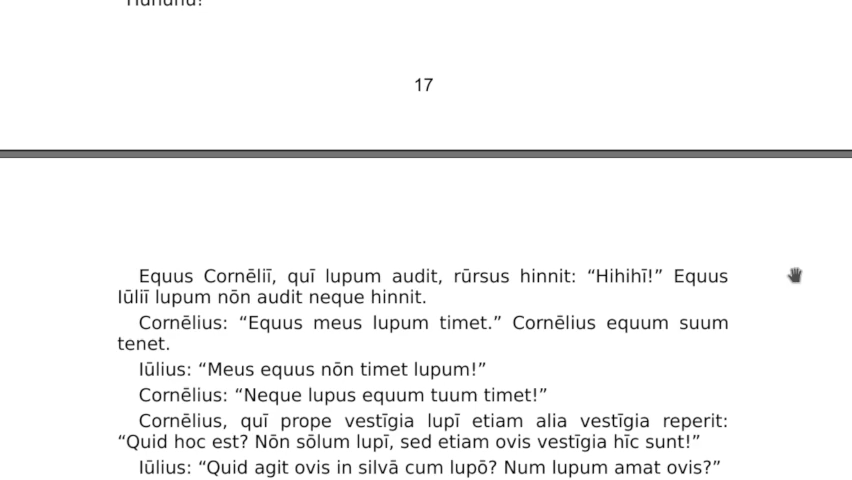 17
Equus Cornēliī, quī lupum audit, rūrsus hinnit: “Hihihī!” Equus
Iūliī lupum nōn audit neque hinnit.
Cornēlius: “Equus meus lupum timet.” Cornēlius equum suum
tenet.
Iūlius: “Meus equus nōn timet lupum!”
Cornēlius: “Neque lupus equum tuum timet!”
Cornēlius, quī prope vestīgia lupī etiam alia vestīgia reperit:
“Quid hoc est? Nōn sōlum lupī, sed etiam ovis vestīgia hīc sunt!”
Iūlius: “Quid agit ovis in silvā cum lupō? Num lupum amat ovis?”